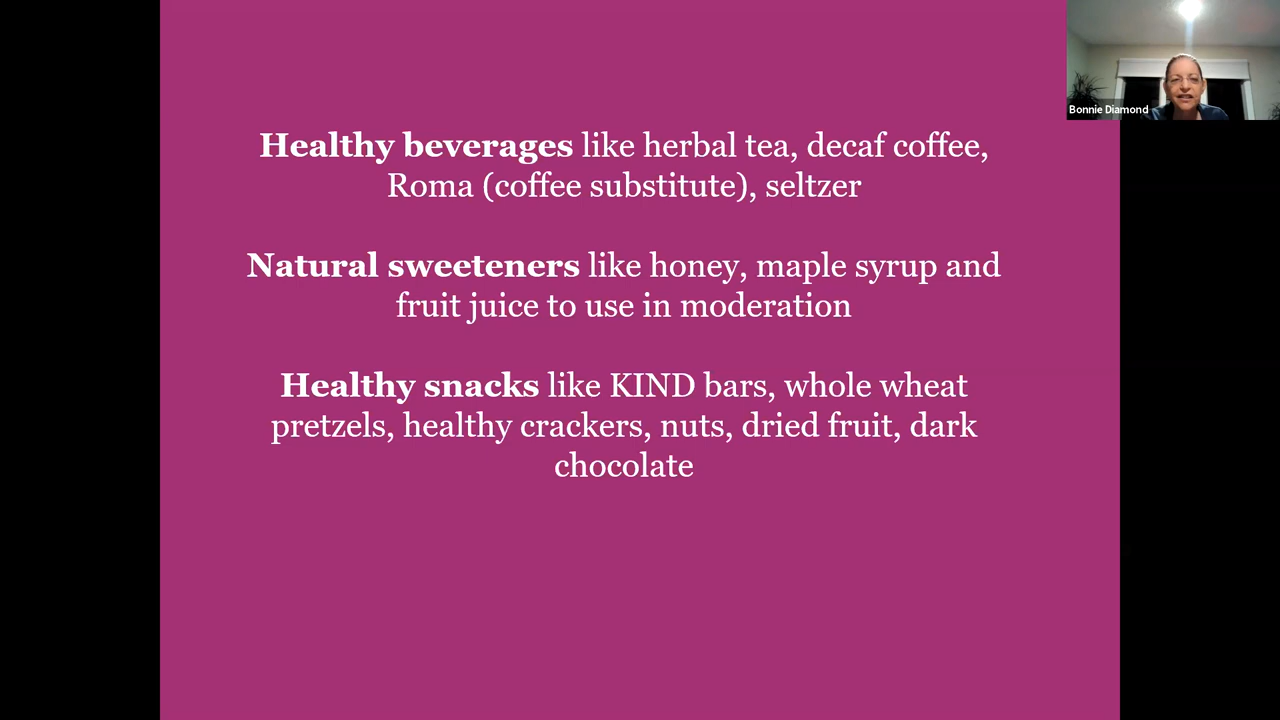 Healthy beverages like herbal tea, decaf coffee,
Roma (coffee substitute), seltzer
Natural sweeteners like honey, maple syrup and
fruit juice to use in moderation
Healthy snacks like KIND bars, whole wheat
pretzels, healthy crackers, nuts, dried fruit, dark
chocolate
Bonnie Diamond